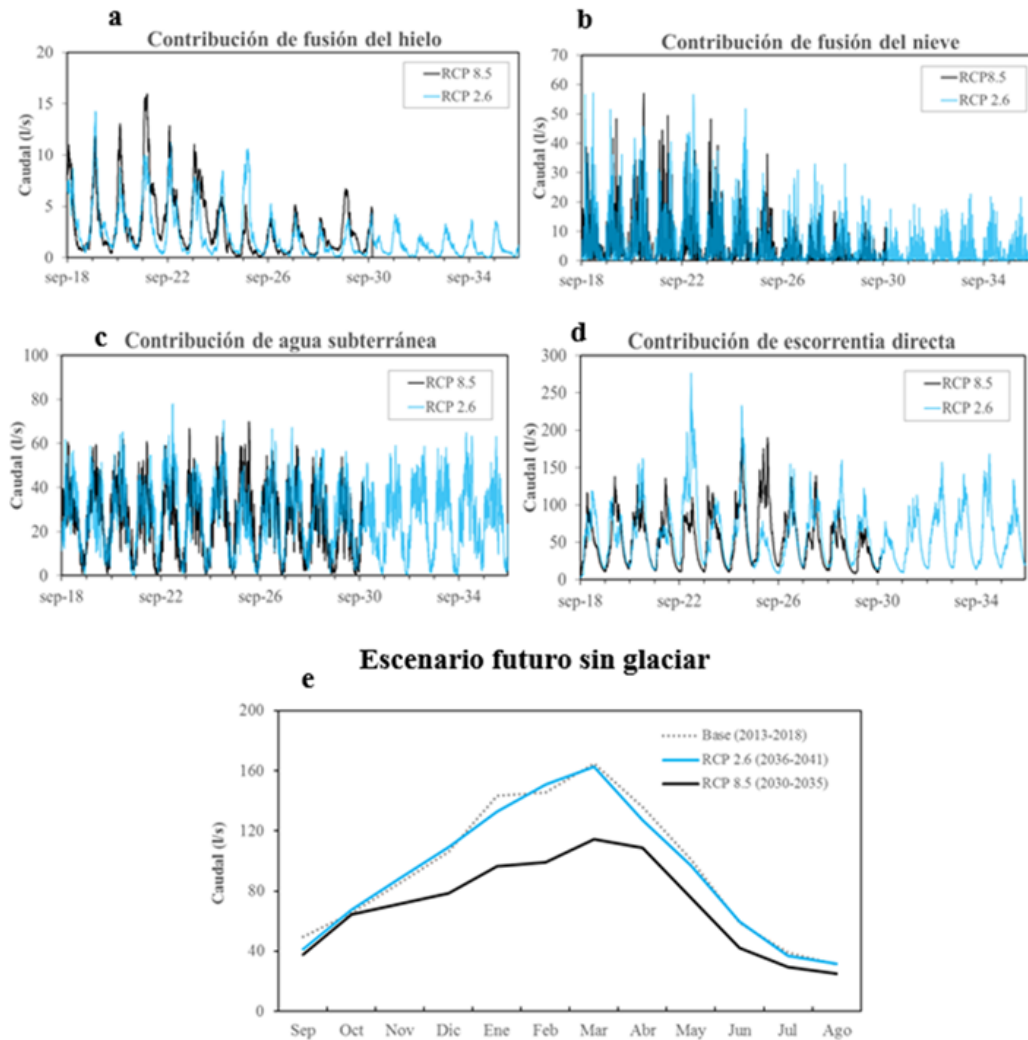 a
Contribución de fusión del hielo
20
15
10
5
0
Caudal (l/s)
RCP 8.5
RCP 2.6
sep-18
sep-22
sep-26
sep-30
sep-34
b
Contribución de fusión del nieve
70
60
50
40
30
20
10
0
Caudal (l/s)
RCP8.5
RCP 2.6
sep-18
sep-22
sep-26
sep-30
sep-34
c
Contribución de agua subterránea
100
80
60
40
20
0
Caudal (l/s)
RCP 8.5
RCP 2.6
sep-18
sep-22
sep-26
sep-30
sep-34
d
Contribución de escorrentia directa
300
250
200
150
100
50
0
Caudal (l/s)
RCP 8.5
RCP 2.6
sep-18
sep-22
sep-26
sep-30
sep-34
Escenario futuro sin glaciar
e
200
160
120
80
40
0
Caudal (l/s)
Base (2013-2018)
RCP 2.6 (2036-2041)
RCP 8.5 (2030-2035)
Sep Oct Nov Dic Ene Feb Mar Abr May Jun Jul Ago